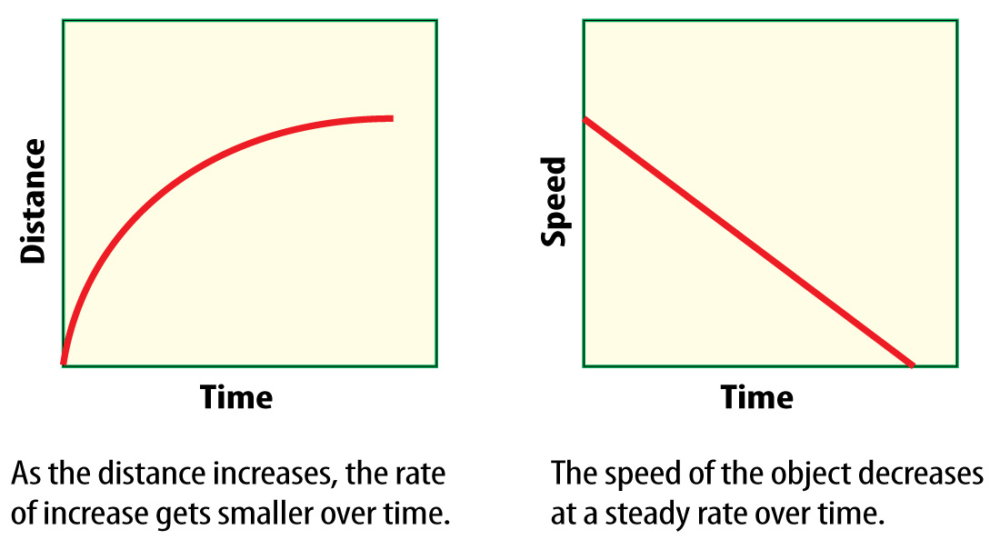 Distance
Time
As the distance increases, the rate
of increase gets smaller over time.
Speed
Time
The speed of the object decreases
at a steady rate over time.